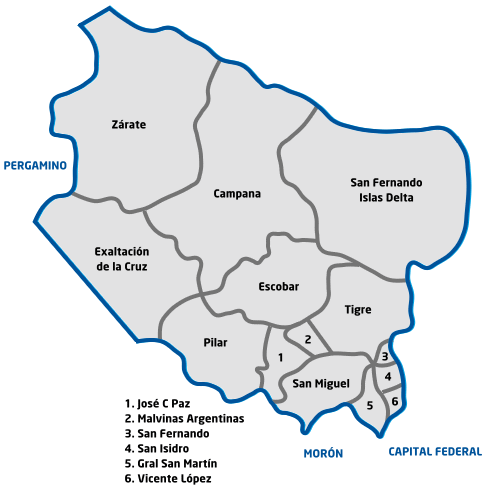 Zárate
PERGAMINO
Campana
San Fernando
Islas Delta
Exaltación
de la Cruz
Escobar
Tigre
Pilar
1
2
San Miguel
3
4
5
6
1. José C Paz
2. Malvinas Argentinas
3. San Fernando
4. San Isidro
5. Gral San Martín
6. Vicente López
MORÓN
CAPITAL FEDERAL